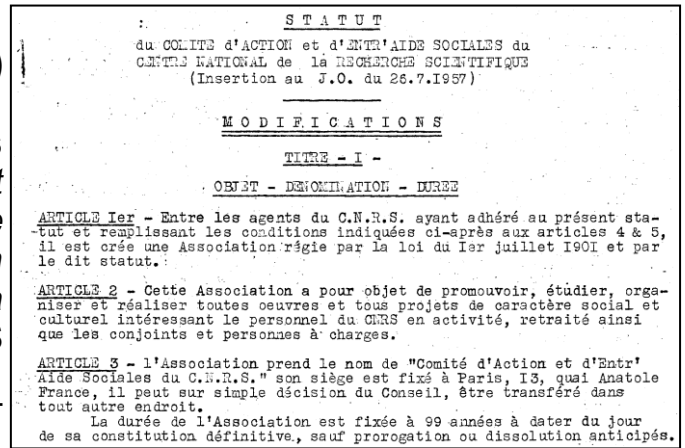 STATUT
du COMITE d'ACTION et d'ENTR'AIDE SOCIALES du
CENTRE NATIONAL de la RECHERCHE SCIENTIFIQUE
(Insertion au J.O. du 26.7.I957)
MODIFICATIONS
TITRE - I -
OBJET - DENOMINATION - DUREE
ARTICLE Ier - Entre les agents du C.N.R.S. ayant adhéré au présent sta-
tut et remplissant les conditions indiquées ci-après aux articles 4 & 5,
il est crée une Association régie par la loi du Ier juillet I90I et par
le dit statut.
ARTICLE 2 - Cette Association a pour objet de promouvoir, étudier, orga-
niser et réaliser toutes oeuvres et tous projets de caractère social et
culturel intéressant le personnel du CNRS en activité, retraité ainsi
que les conjoints et personnes à charges.
ARTICLE 3 - l'Association prend le nom de "Comité d'Action et d'Entr'
Aide Sociales du C.N.R.S." son siège est fixé à Paris, I3, quai Anatole
France, il peut sur simple décision du Conseil, être transféré dans
tout autre endroit.
La durée de l'Association est fixée à 99 années à dater du jour
de sa constitution définitive, sauf prorogation ou dissolution anticipés.